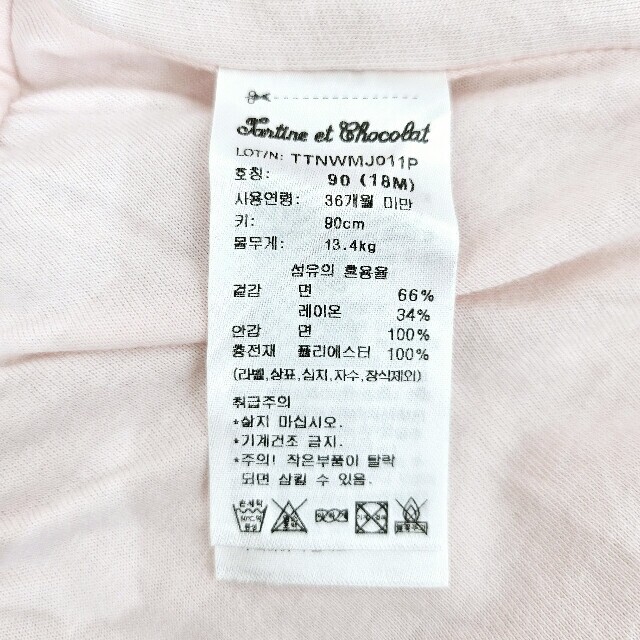 Tartine et Chocolat
LOT/N: TTNWMJ011P
호칭: 90 (18M)
사용연령: 36개월 미만
키: 90cm
몸무게: 13.4kg
섬유의 혼용율
겉감 면 66%
레이온 34%
안감 면 100%
충전재 폴리에스터 100%
(라벨,상표,심지,자수,장식제외)
취급주의
*삶지 마십시오.
*기계건조 금지.
*주의! 작은부품이 탈락
되면 삼킬 수 있음.
손세탁